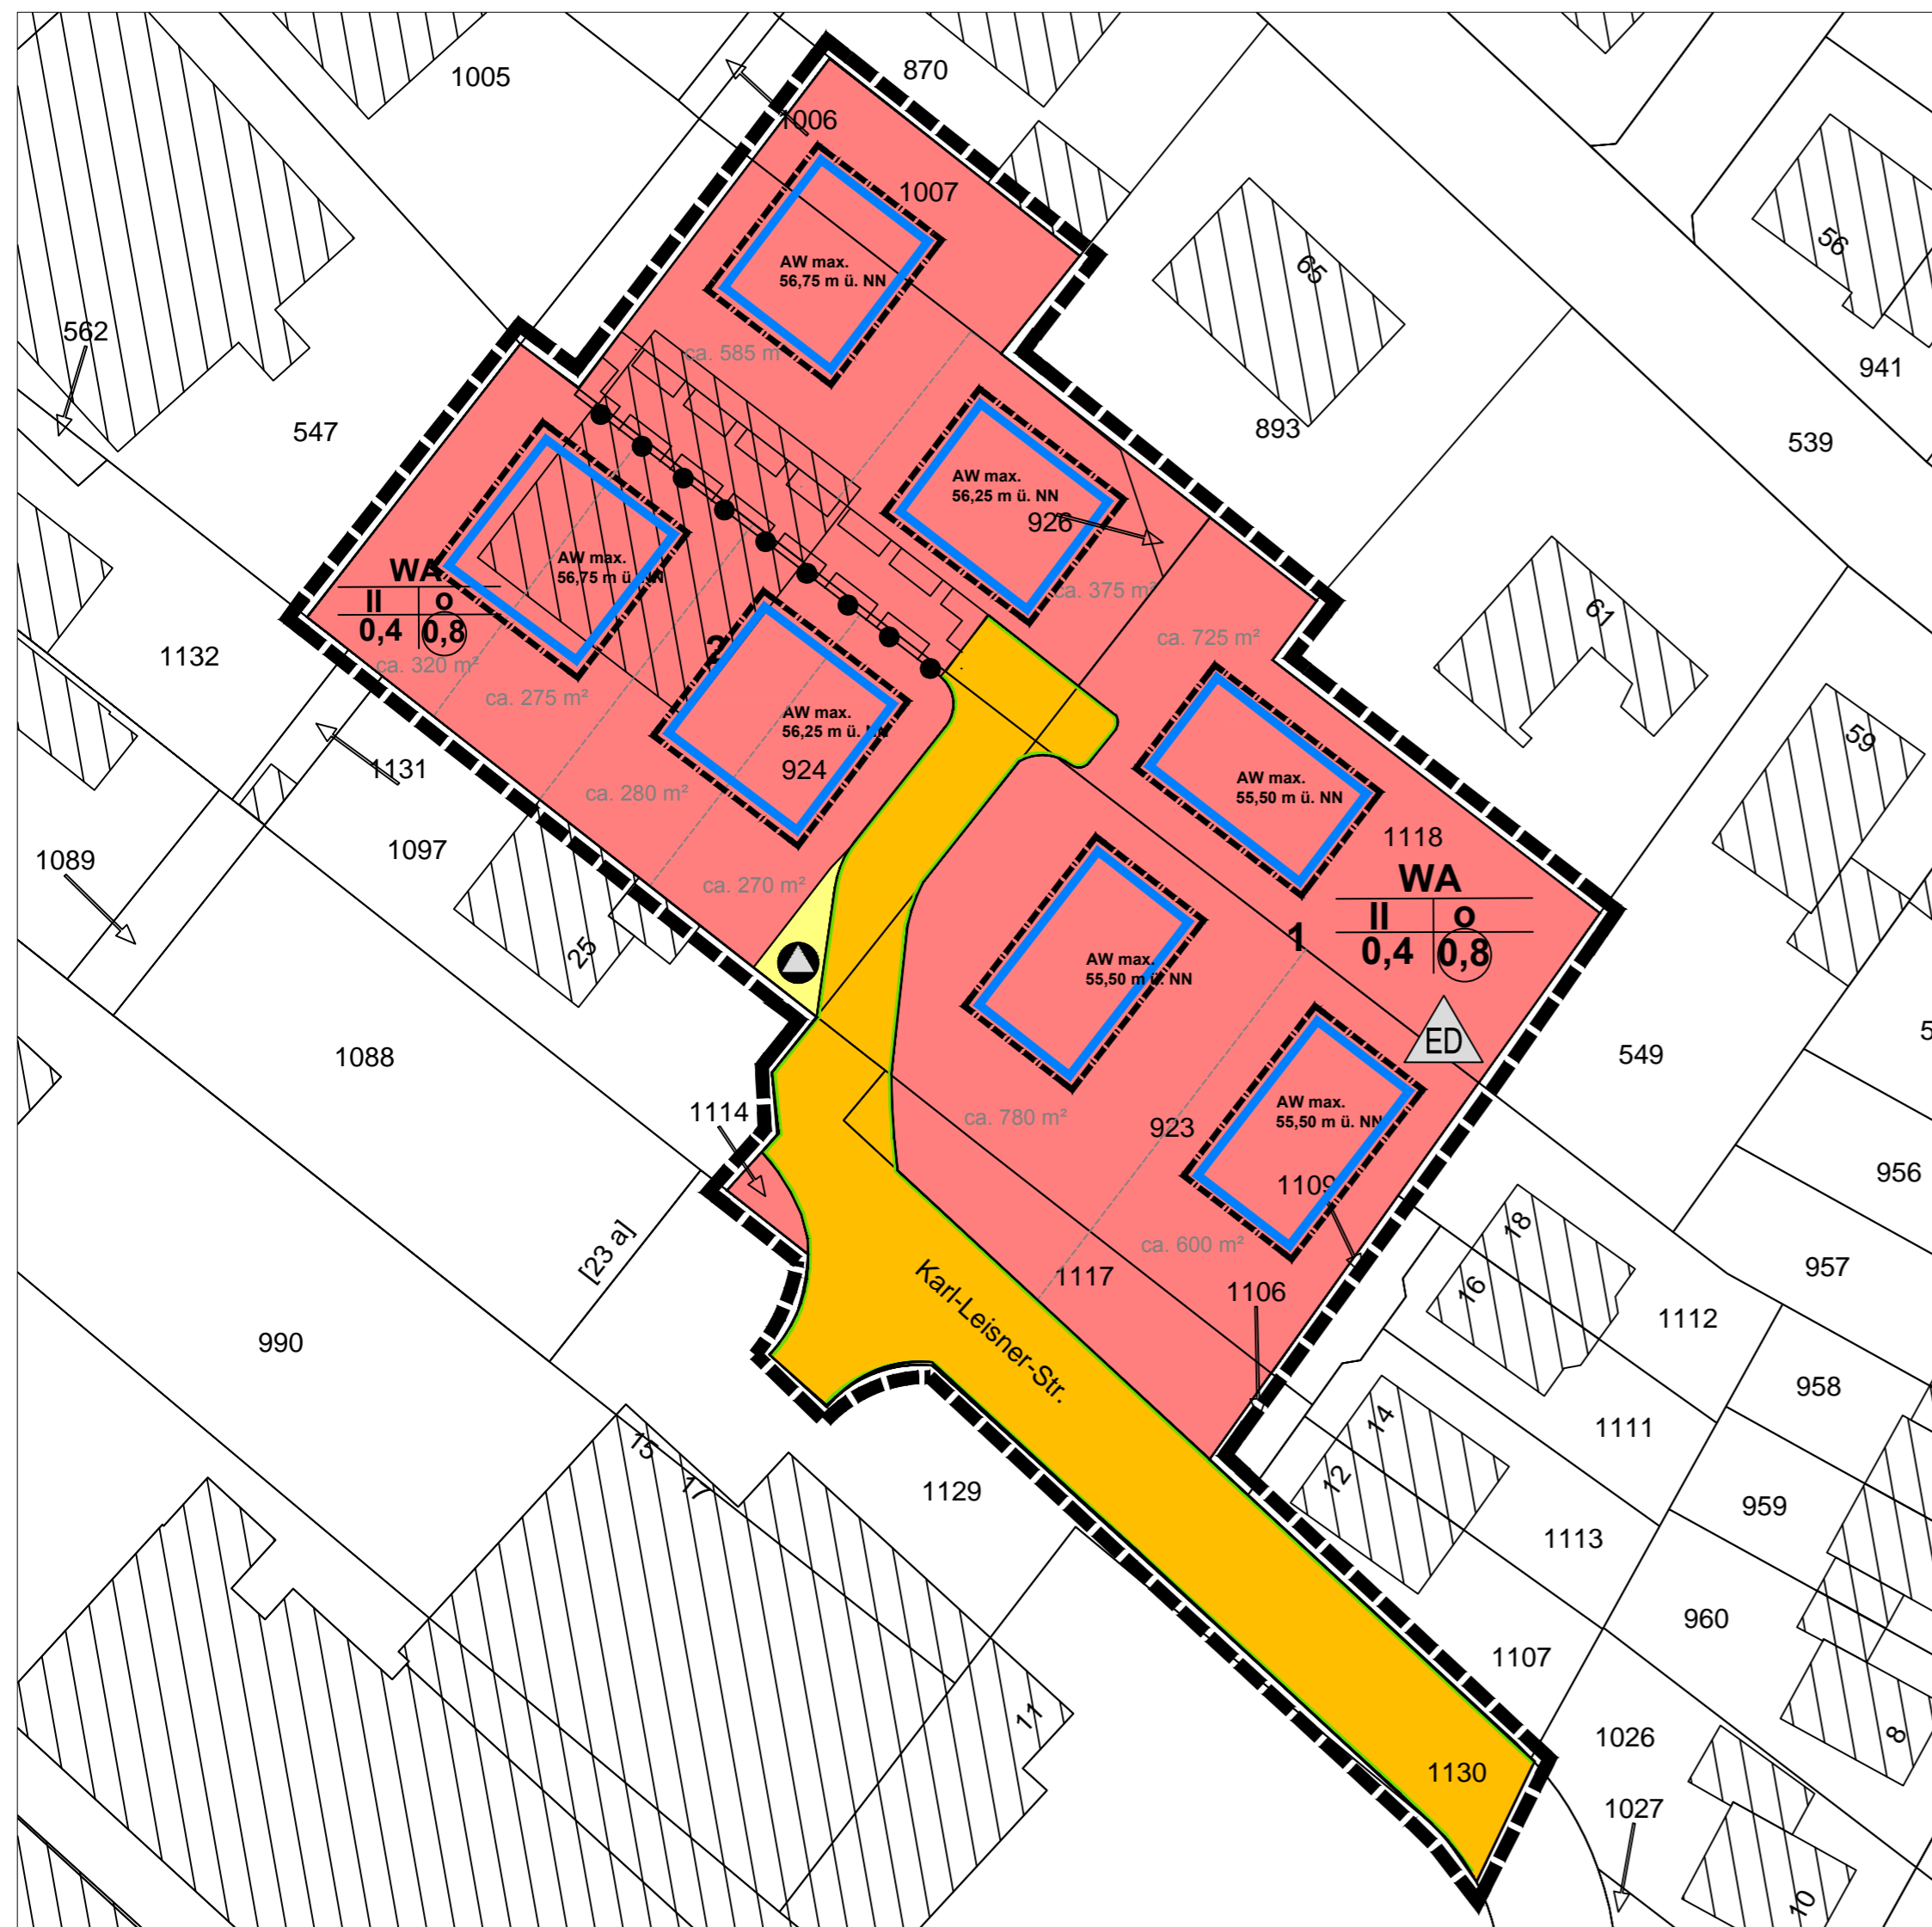 1005
870
1006
1007
56
65
AW max.
56,75 m ü. NN
562
ca. 585 m
941
547
893
539
AW max.
56,25 m ü. NN
926
AW max.
56,75 m ü. NN
WA
II o
0,4 0,8
ca. 375 m²
61
ca. 725 m²
1132
ca. 320 m²
2
ca. 275 m²
AW max.
56,25 m ü. NN
59
1131
924
AW max.
55,50 m ü. NN
ca. 280 m²
1118
1097
1089
WA
ca. 270 m²
II o
1
0,4 0,8
25
AW max.
55,50 m ü. NN
ED
549
1088
1114
AW max.
55,50 m ü. NN
ca. 780 m²
923
956
1109
18
[23 a]
ca. 600 m²
957
1117
16
1106
1112
Karl-Leisner-Str.
990
958
14
1111
15
12
17
1129
959
1113
960
1107
11
1026
8
1130
1027
10